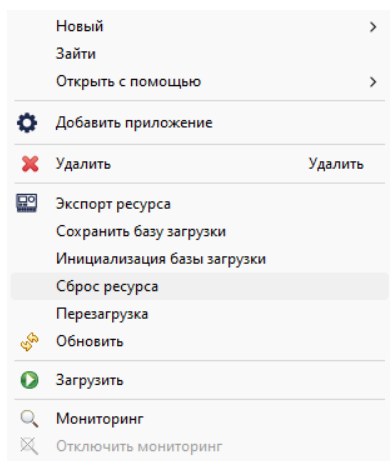 Новый
Зайти
Открыть с помощью
Добавить приложение
Удалить Удалить
Экспорт ресурса
Сохранить базу загрузки
Инициализация базы загрузки
Сброс ресурса
Перезагрузка
Обновить
Загрузить
Мониторинг
Отключить мониторинг